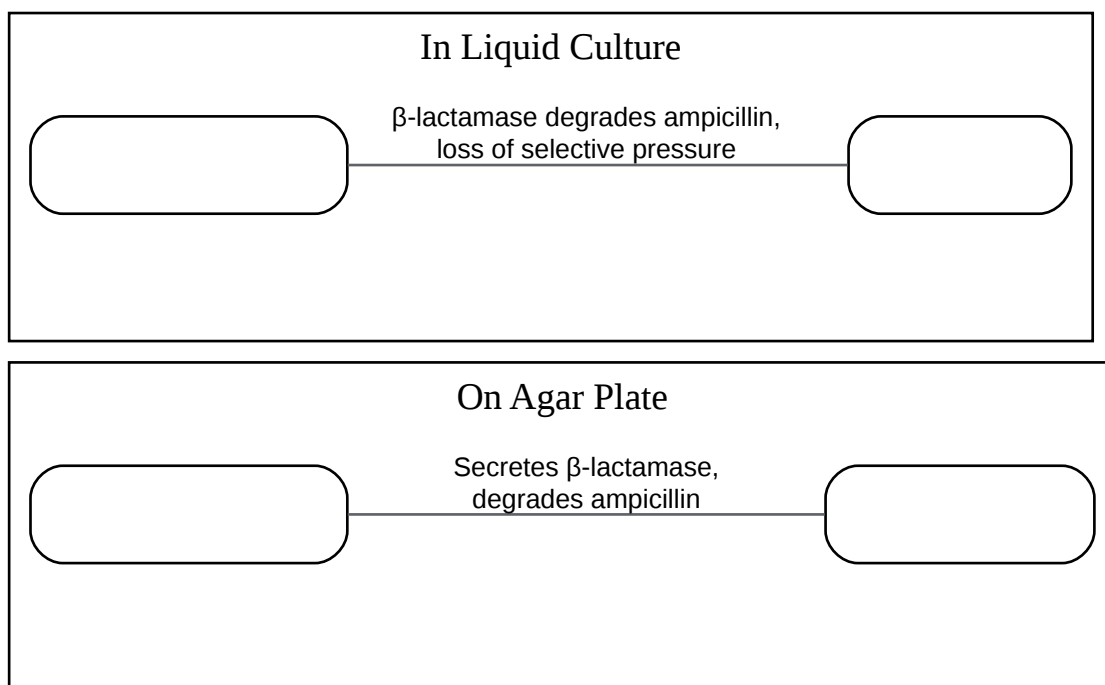 In Liquid Culture
β-lactamase degrades ampicillin,
loss of selective pressure
On Agar Plate
Secretes β-lactamase,
degrades ampicillin